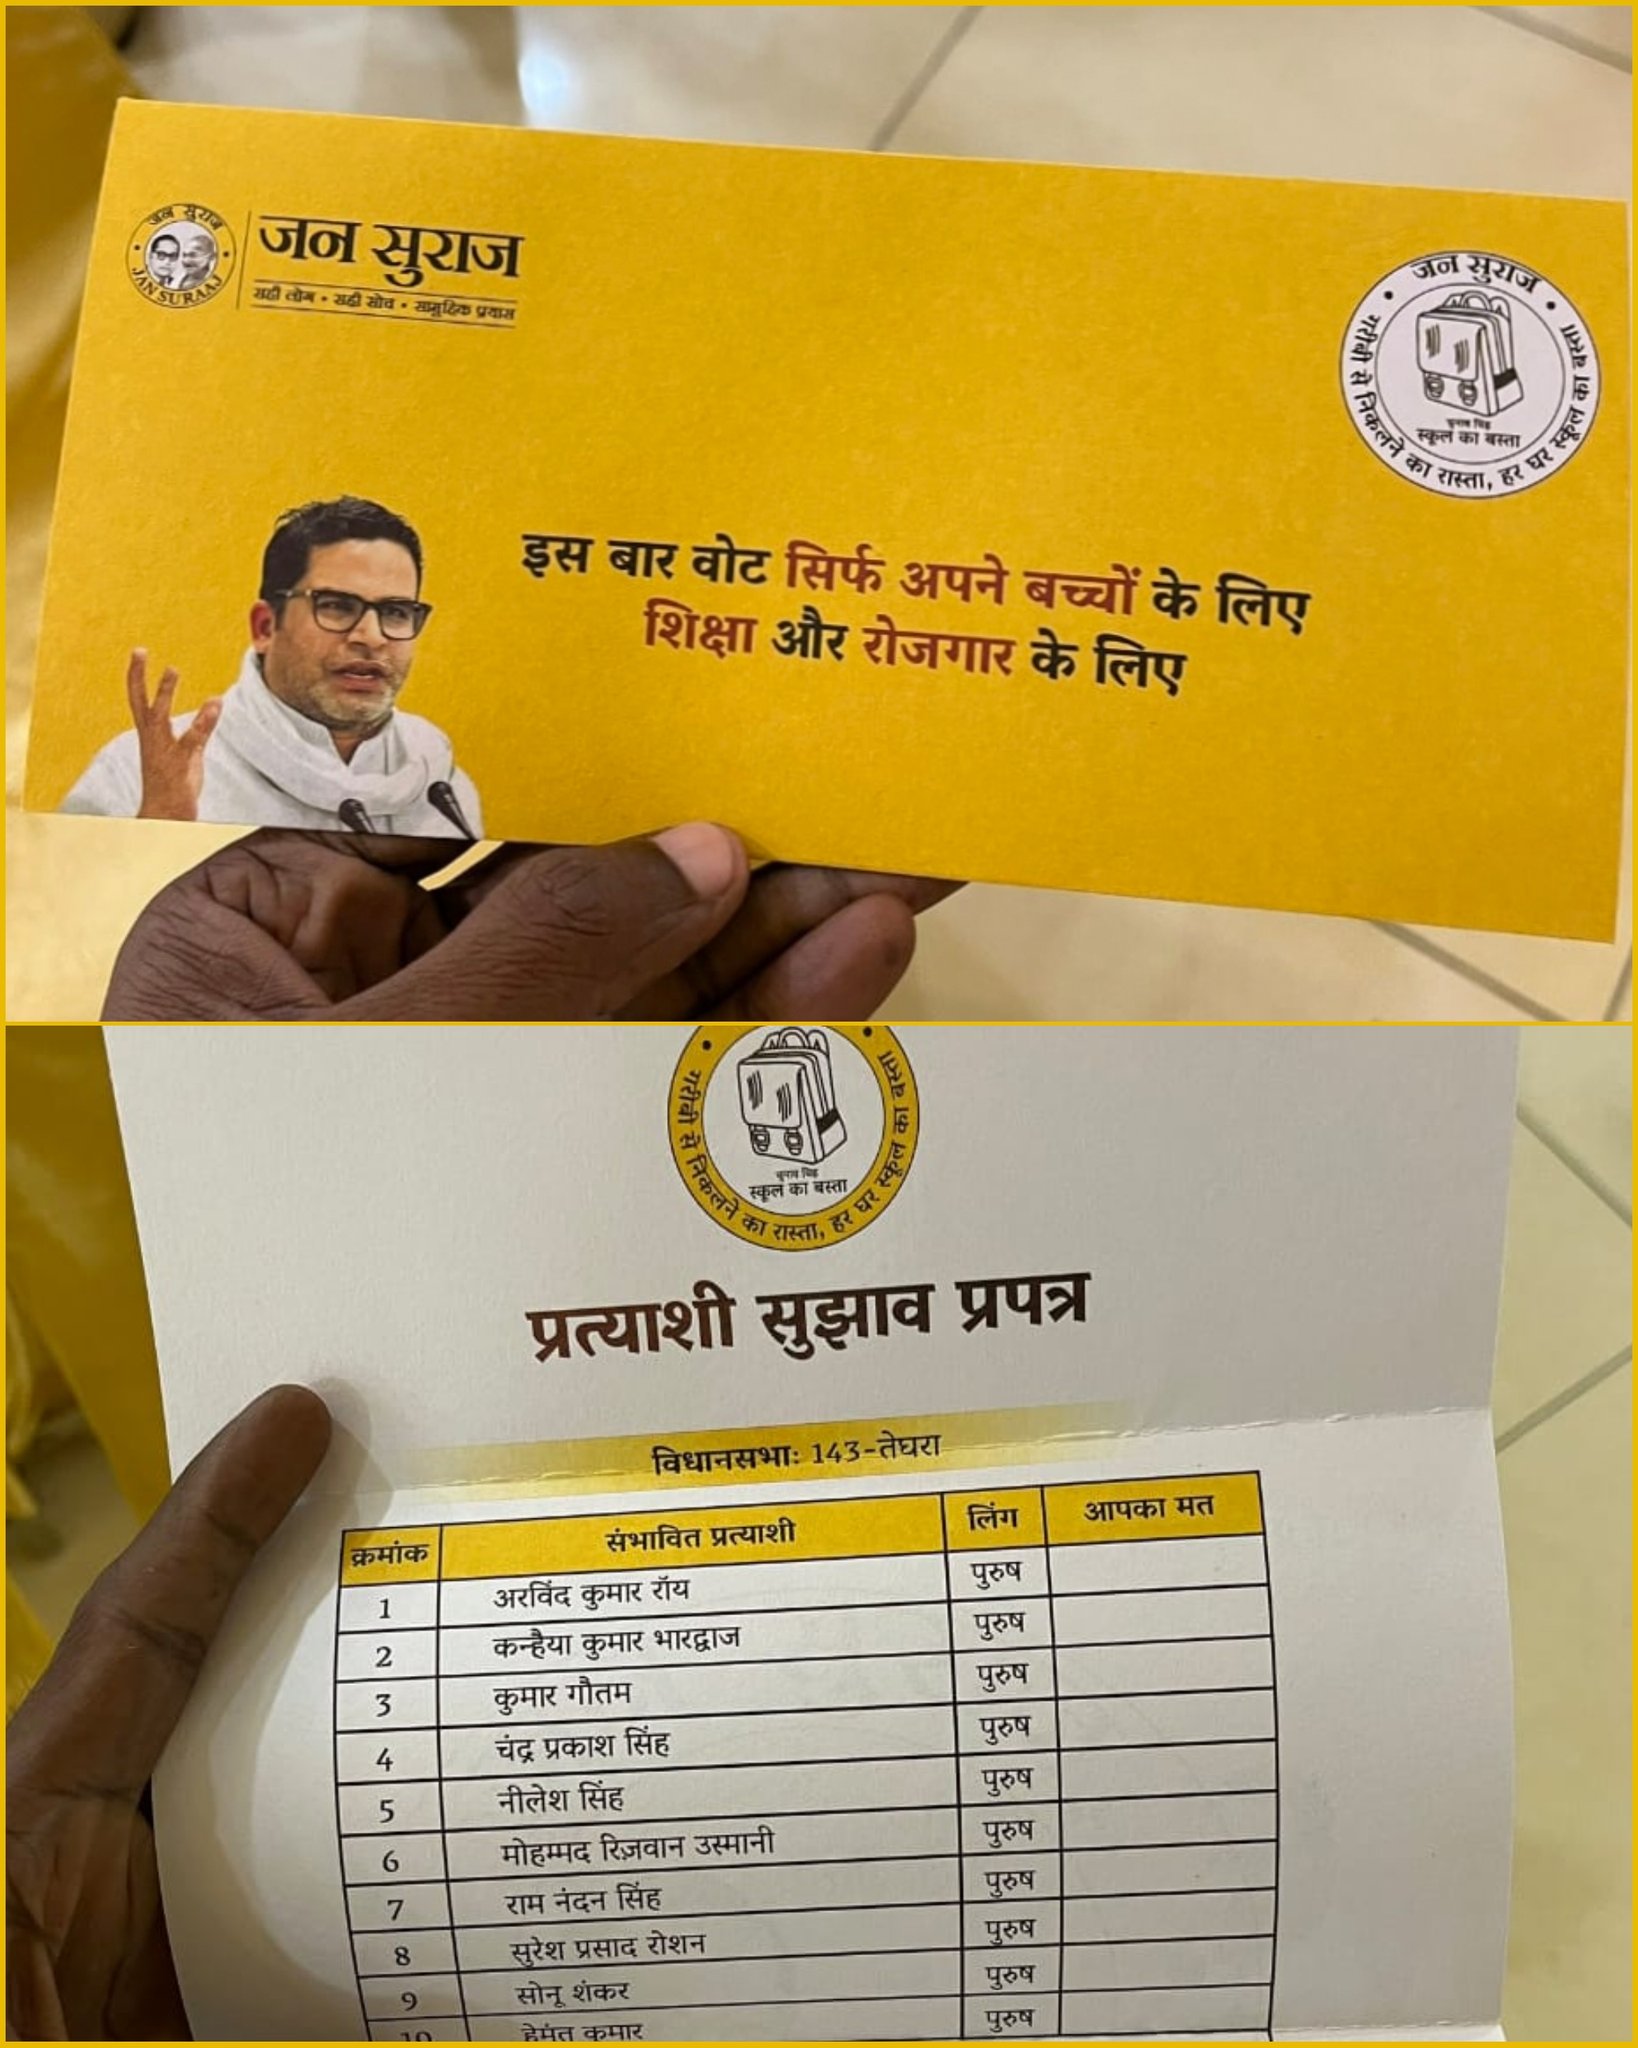 जन सुराज
JAN SURAAJ
जन सुराज
सही लोग • सही सोच • सामूहिक प्रयास
जन सुराज
चुनाव चिह्न
स्कूल का बस्ता
गरीबी से निकलने का रास्ता, हर घर स्कूल का बस्ता
इस बार वोट सिर्फ अपने बच्चों के लिए
शिक्षा और रोजगार के लिए
चुनाव चिह्न
स्कूल का बस्ता
गरीबी से निकलने का रास्ता, हर घर स्कूल का बस्ता
प्रत्याशी सुझाव प्रपत्र
विधानसभा: 143-तेघरा
क्रमांक संभावित प्रत्याशी लिंग आपका मत
1 अरविंद कुमार रॉय पुरुष
2 कन्हैया कुमार भारद्वाज पुरुष
3 कुमार गौतम पुरुष
4 चंद्र प्रकाश सिंह पुरुष
5 नीलेश सिंह पुरुष
6 मोहम्मद रिज़वान उस्मानी पुरुष
7 राम नंदन सिंह पुरुष
8 सुरेश प्रसाद रोशन पुरुष
9 सोनू शंकर पुरुष
10 हेमंत कुमार पुरुष